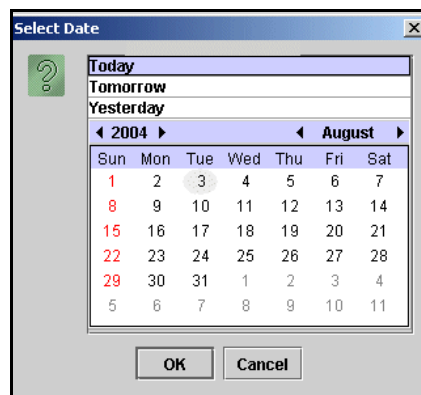 Select Date
Today
Tomorrow
Yesterday
2004 August
Sun Mon Tue Wed Thu Fri Sat
1 2 3 4 5 6 7
8 9 10 11 12 13 14
15 16 17 18 19 20 21
22 23 24 25 26 27 28
29 30 31 1 2 3 4
5 6 7 8 9 10 11
OK Cancel